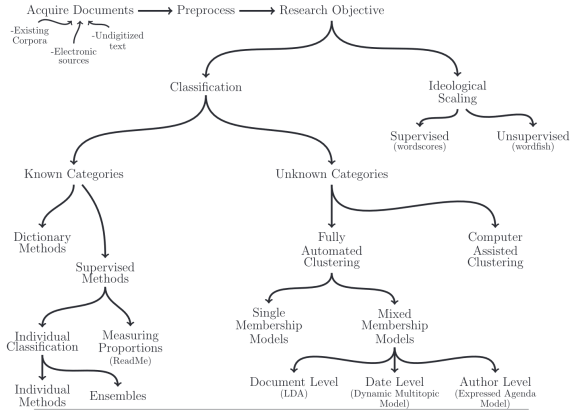 Acquire Documents
Preprocess
Research Objective
-Existing
Corpora
-Electronic
sources
-Undigitized
text
Classification
Ideological
Scaling
Supervised
(wordscores)
Unsupervised
(wordfish)
Known Categories
Unknown Categories
Dictionary
Methods
Supervised
Methods
Fully
Automated
Clustering
Computer
Assisted
Clustering
Individual
Classification
Measuring
Proportions
(ReadMe)
Single
Membership
Models
Mixed
Membership
Models
Individual
Methods
Ensembles
Document Level
(LDA)
Date Level
(Dynamic Multitopic
Model)
Author Level
(Expressed Agenda
Model)